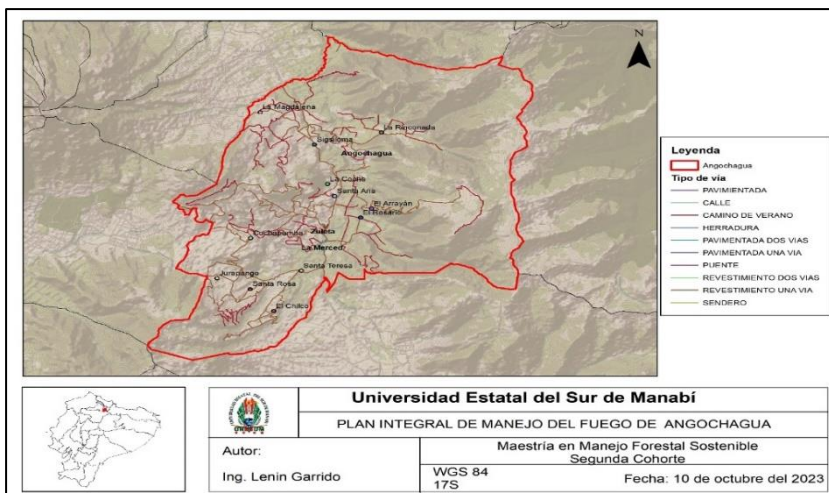 N
La Magdalena
La Rinconada
Angochagua
La Cocha
Santa Ana
El Arrayán
El Rosario
Zuleta
La Merced
Santa Teresa
Jurapango
Santa Rosa
El Chilco
Leyenda
Angochagua
Tipo de vía
PAVIMENTADA
CALLE
CAMINO DE VERANO
HERRADURA
PAVIMENTADA DOS VIAS
PAVIMENTADA UNA VIA
PUENTE
REVESTIMIENTO DOS VIAS
REVESTIMIENTO UNA VIA
SENDERO
Universidad Estatal del Sur de Manabí
PLAN INTEGRAL DE MANEJO DEL FUEGO DE ANGOCHAGUA
Autor:
Ing. Lenin Garrido
Maestría en Manejo Forestal Sostenible
Segunda Cohorte
WGS 84
17S
Fecha: 10 de octubre del 2023